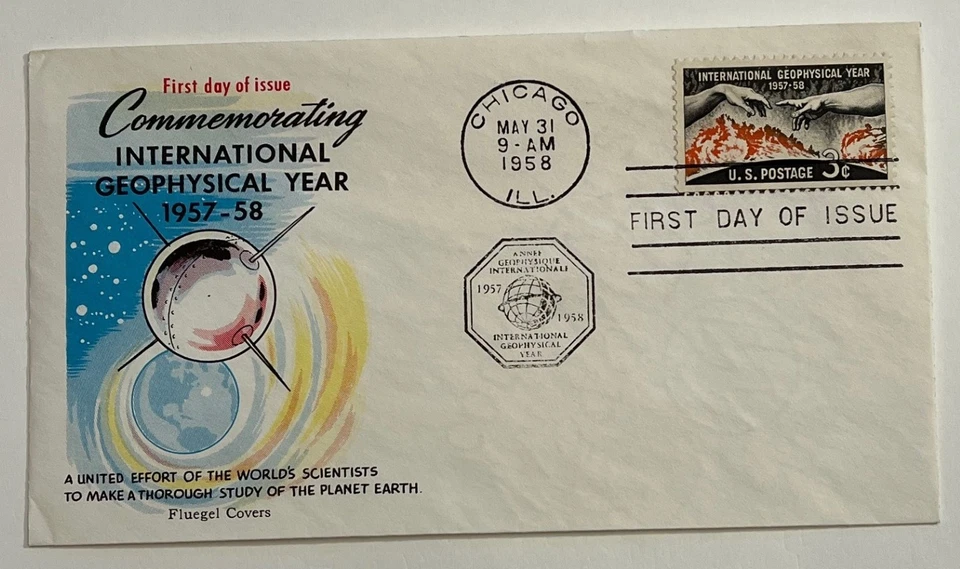 First day of issue
Commemorating
INTERNATIONAL
GEOPHYSICAL YEAR
1957-58
A UNITED EFFORT OF THE WORLD'S SCIENTISTS
TO MAKE A THOROUGH STUDY OF THE PLANET EARTH.
Fluegel Covers
CHICAGO
MAY 31
9-AM
1958
ILL.
ANNÉE
GÉOPHYSIQUE
INTERNATIONALE
1957
1958
INTERNATIONAL
GEOPHYSICAL
YEAR
INTERNATIONAL GEOPHYSICAL YEAR
1957-58
U.S. POSTAGE 3¢
FIRST DAY OF ISSUE